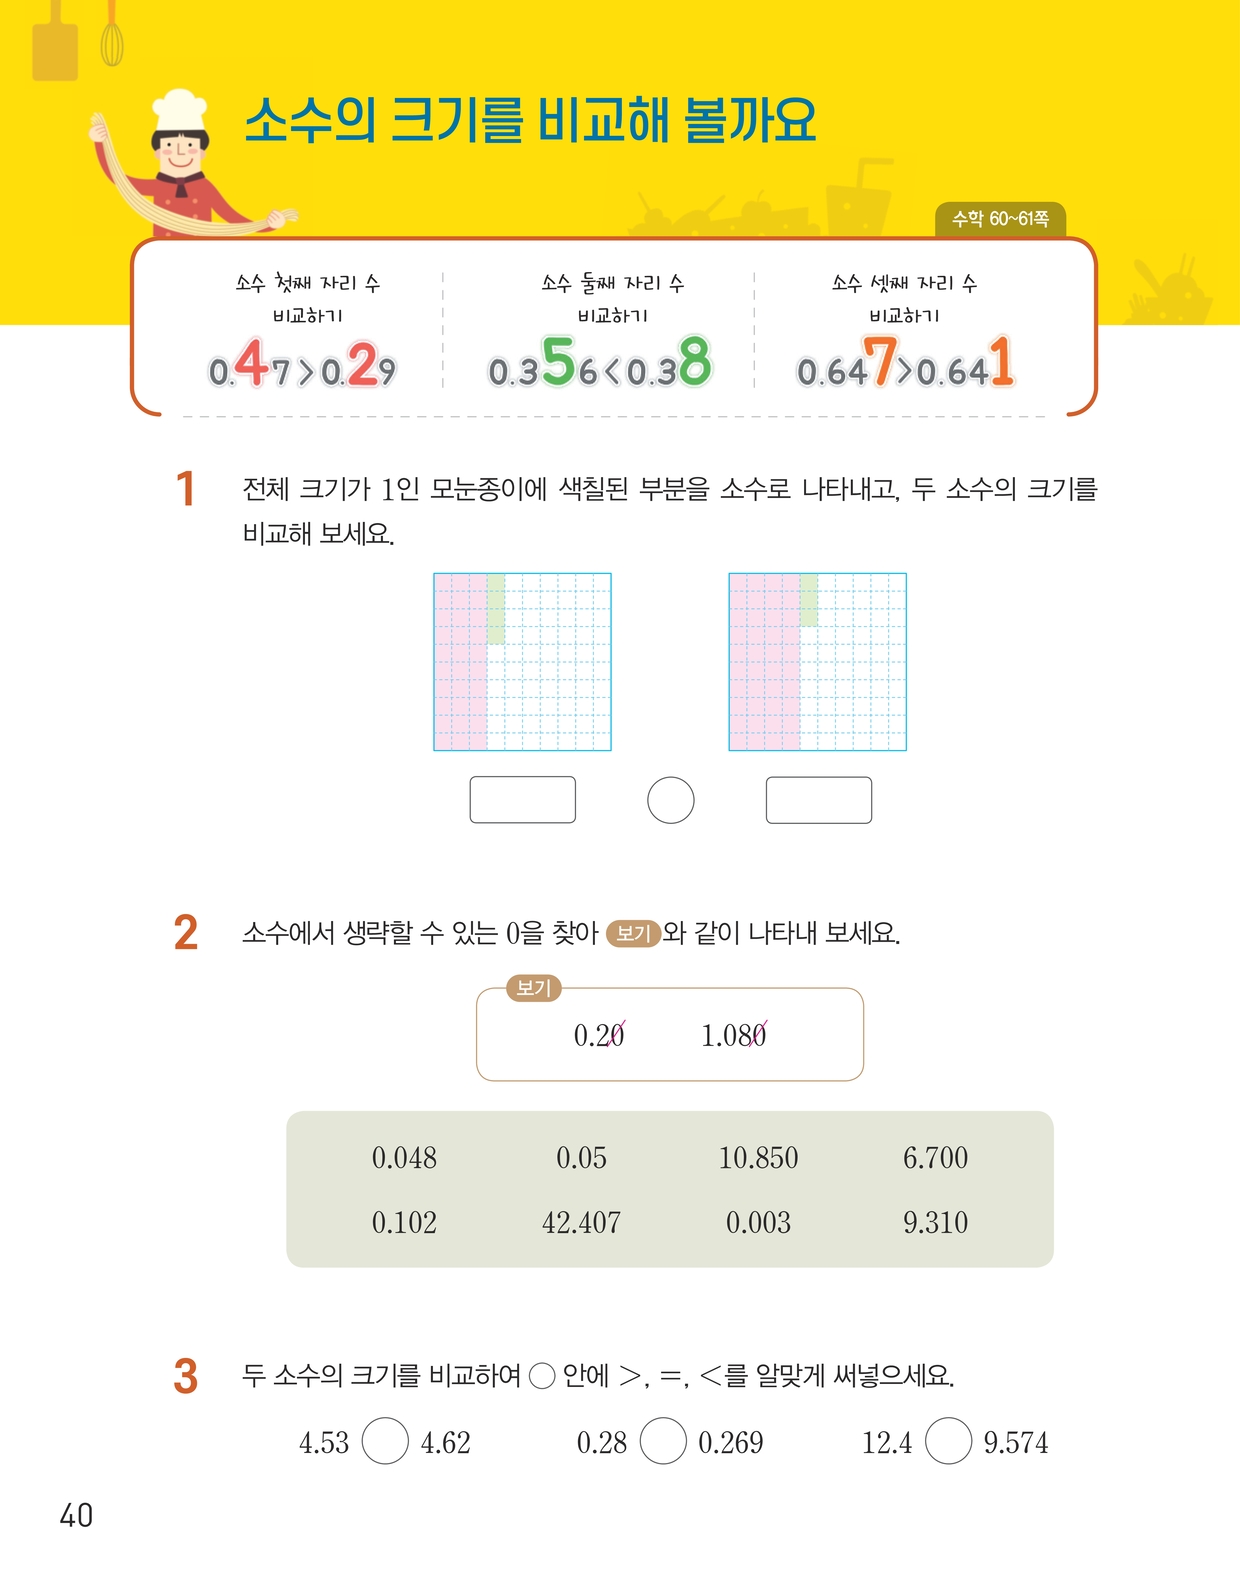 소수의 크기를 비교해 볼까요
수학 60~61쪽
소수 첫째 자리 수
비교하기
0.47>0.29
소수 둘째 자리 수
비교하기
0.356<0.38
소수 셋째 자리 수
비교하기
0.647>0.641
1 전체 크기가 1인 모눈종이에 색칠된 부분을 소수로 나타내고, 두 소수의 크기를
비교해 보세요.
2 소수에서 생략할 수 있는 0을 찾아 보기와 같이 나타내 보세요.
보기
0.20 1.080
0.048 0.05 10.850 6.700
0.102 42.407 0.003 9.310
3 두 소수의 크기를 비교하여 ○ 안에 >, =, <를 알맞게 써넣으세요.
4.53 ○ 4.62 0.28 ○ 0.269 12.4 ○ 9.574
40